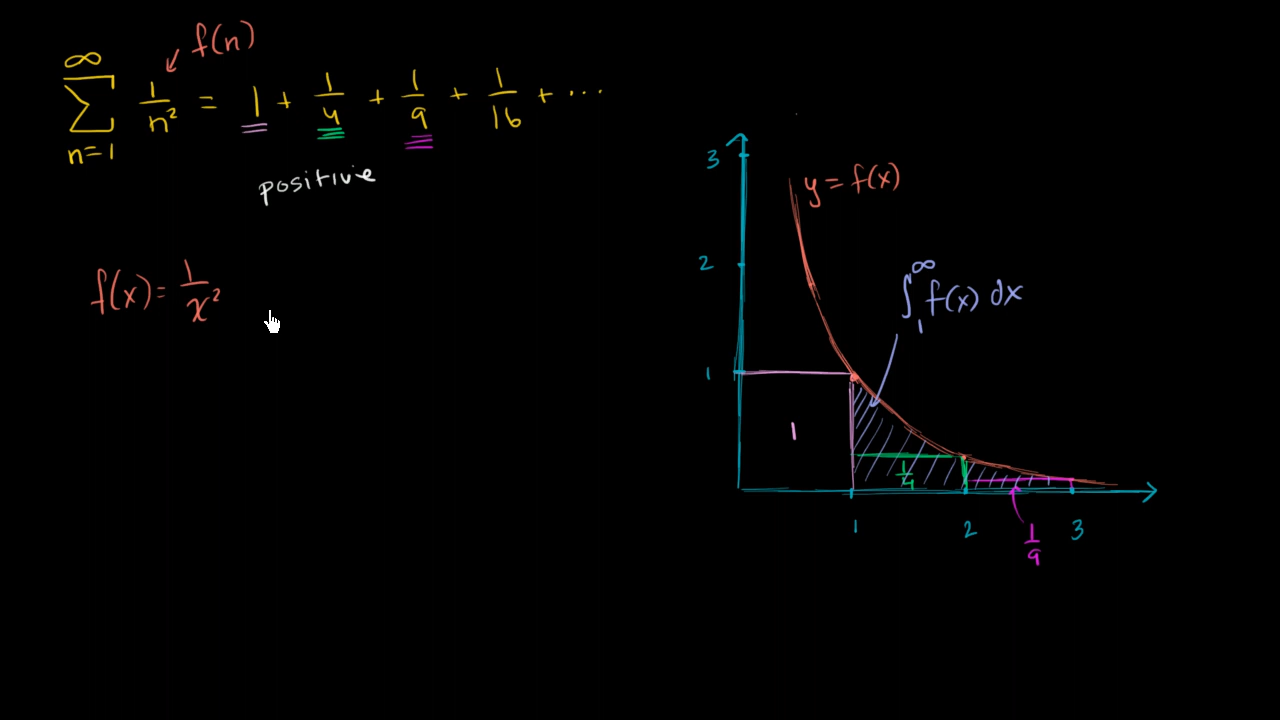 f(n)
∞
∑ 1/n² = 1 + 1/4 + 1/9 + 1/16 + ...
n=1
positive
f(x)= 1/x²
3
y = f(x)
2
∫₁^∞ f(x) dx
1
1
1/4
1 2 3
1/9